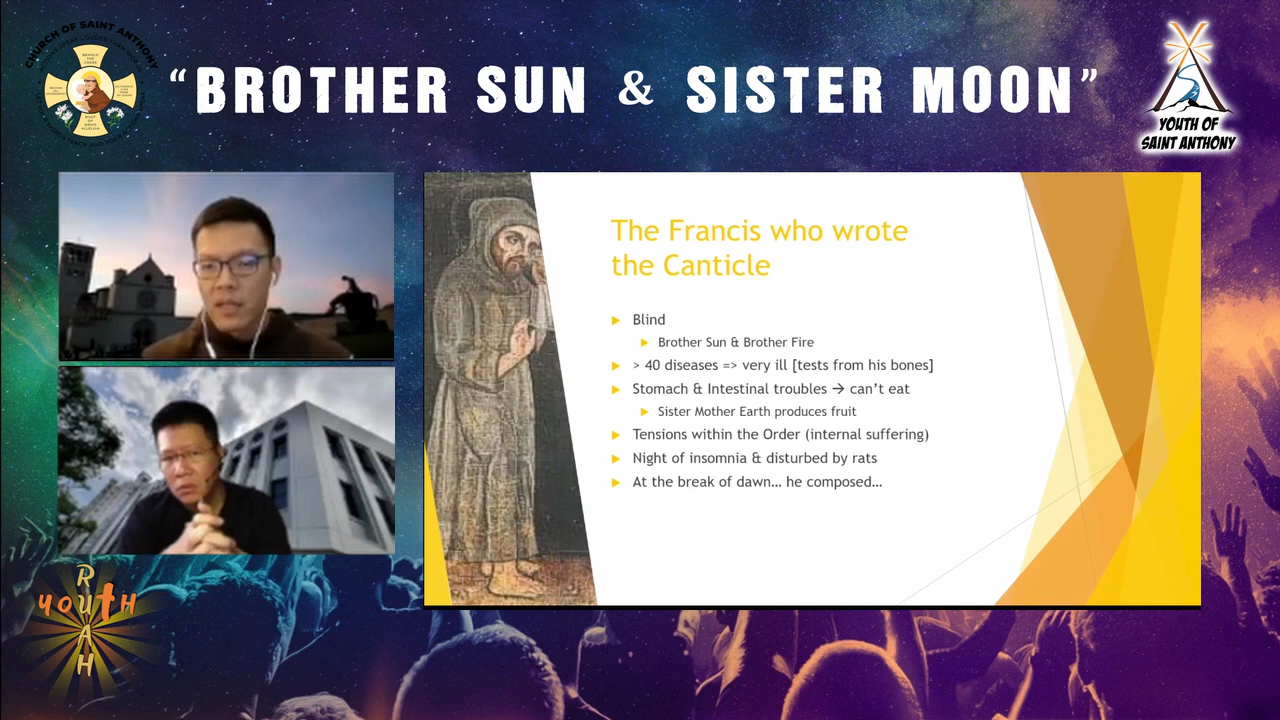 CHURCH OF SAINT ANTHONY
“BROTHER SUN & SISTER MOON”
YOUTH OF
SAINT ANTHONY
The Francis who wrote
the Canticle
Blind
Brother Sun & Brother Fire
> 40 diseases => very ill [tests from his bones]
Stomach & Intestinal troubles → can’t eat
Sister Mother Earth produces fruit
Tensions within the Order (internal suffering)
Night of insomnia & disturbed by rats
At the break of dawn… he composed…
YOUTH
RUAH